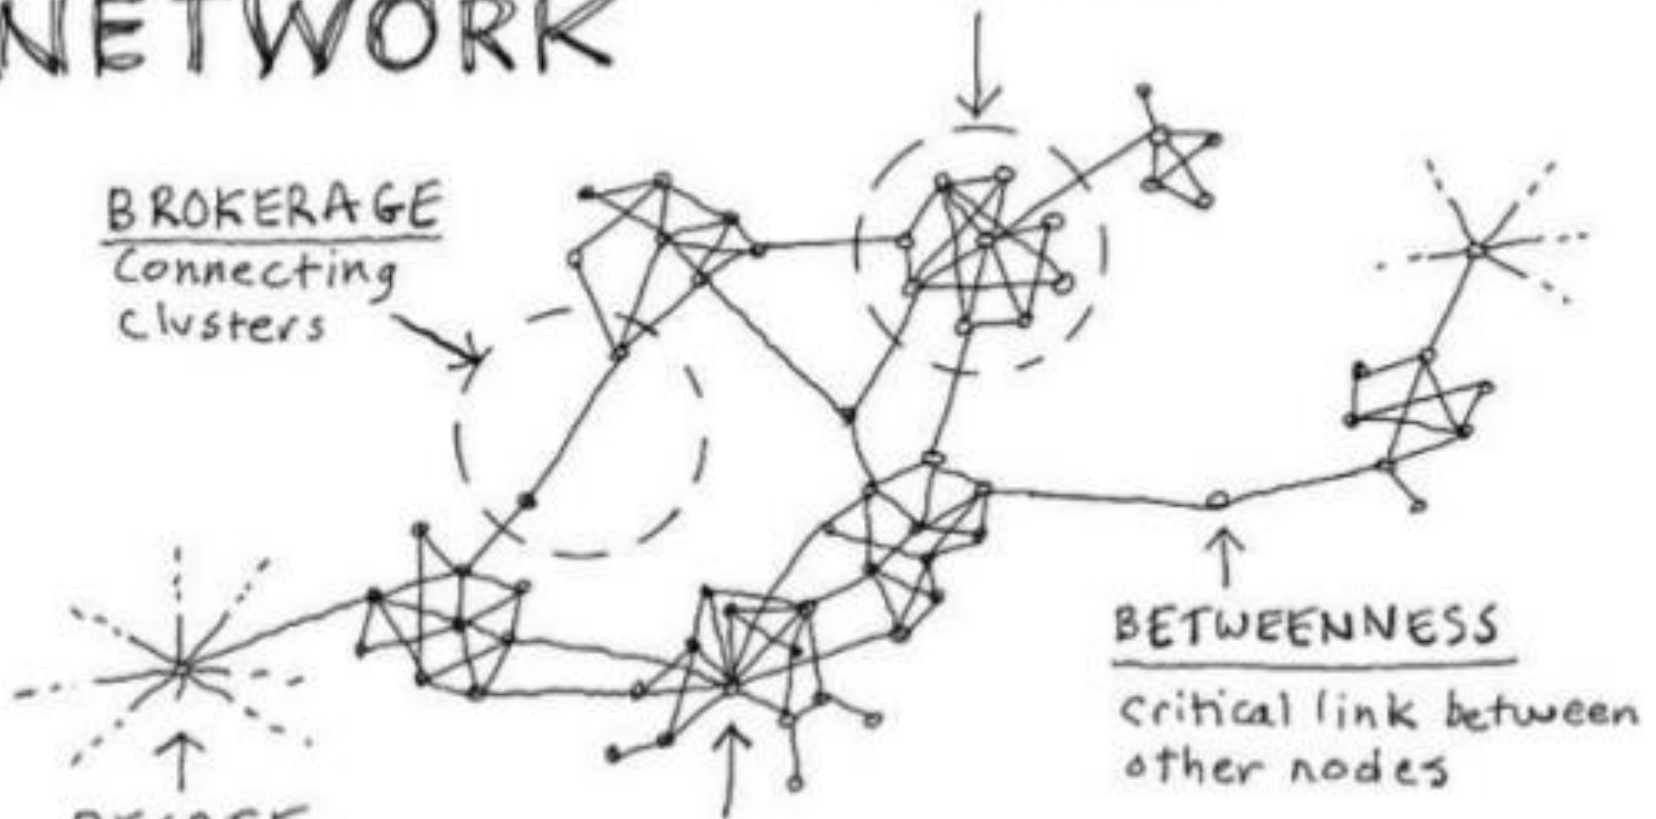 NETWORK
BROKERAGE
Connecting
Clusters
BETWEENNESS
critical link between
other nodes